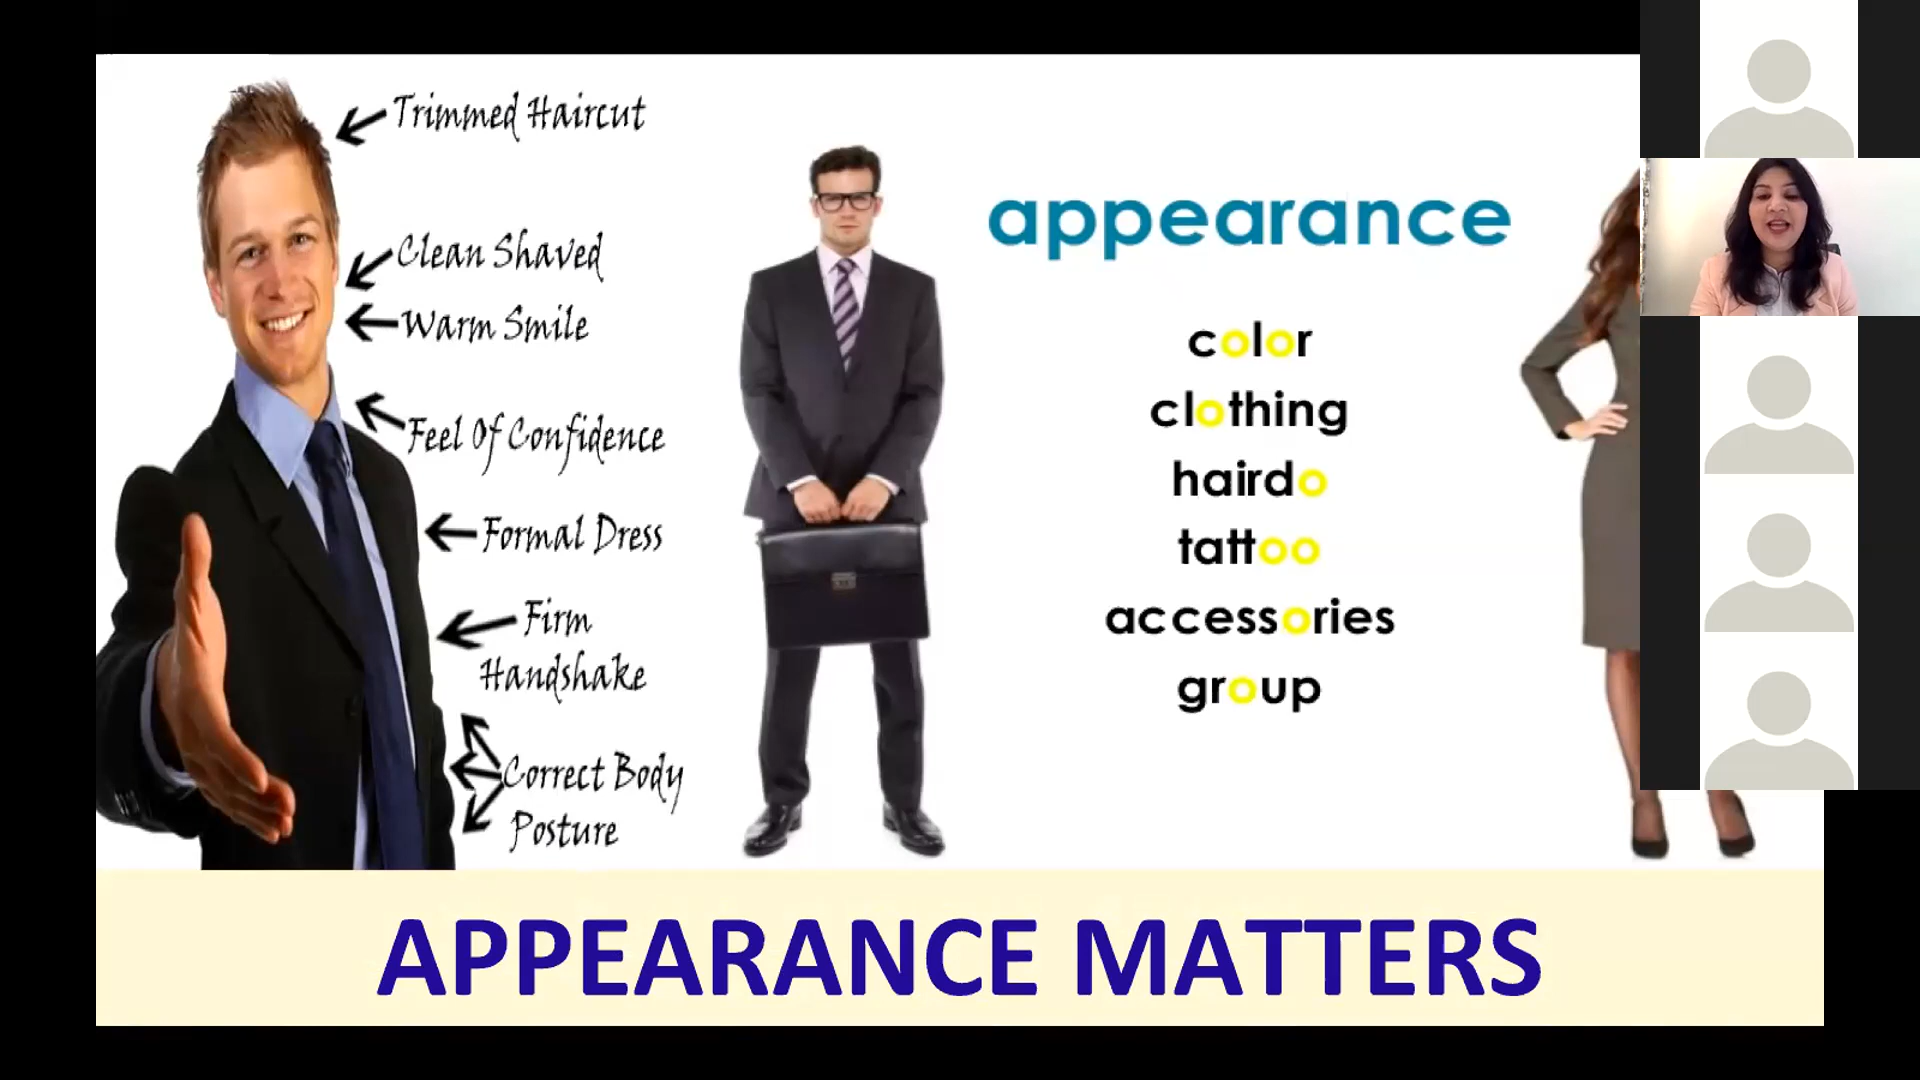 Trimmed Haircut
Clean Shaved
Warm Smile
Feel Of Confidence
Formal Dress
Firm
Handshake
Correct Body
Posture
appearance
color
clothing
hairdo
tattoo
accessories
group
APPEARANCE MATTERS